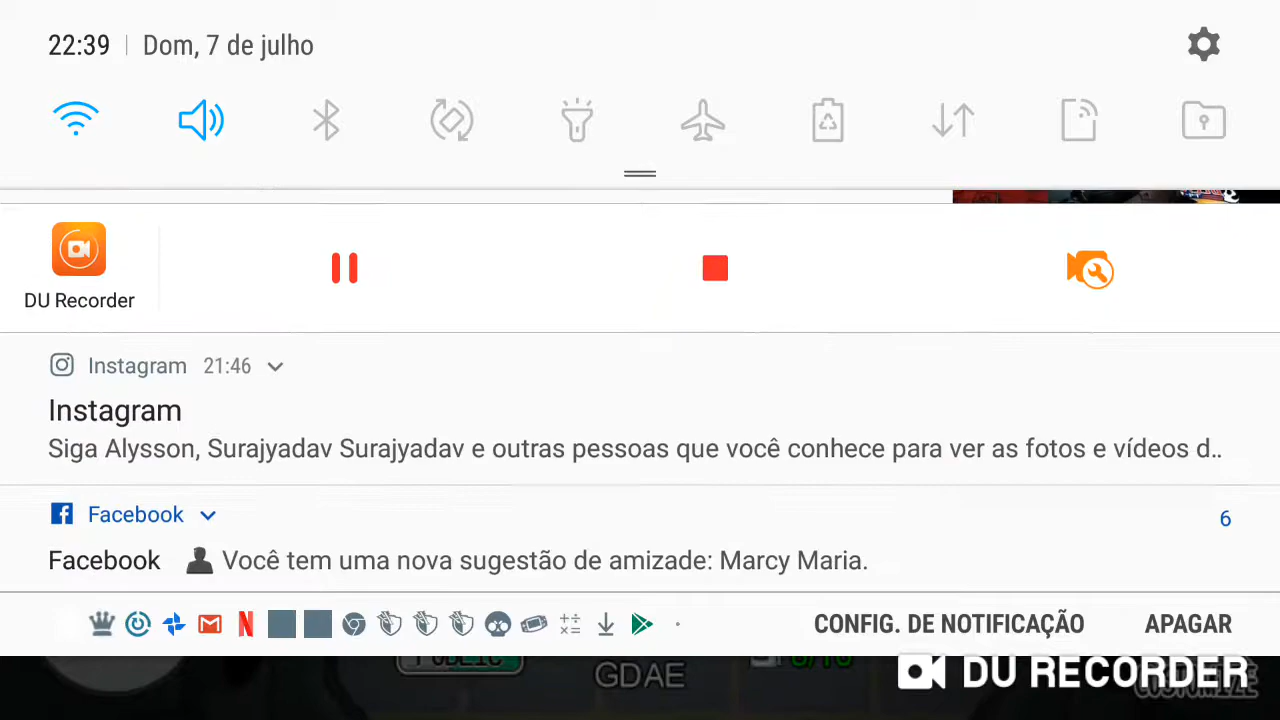 22:39 | Dom, 7 de julho
DU Recorder
Instagram 21:46
Instagram
Siga Alysson, Surajyadav Surajyadav e outras pessoas que você conhece para ver as fotos e vídeos d..
Facebook
6
Facebook Você tem uma nova sugestão de amizade: Marcy Maria.
CONFIG. DE NOTIFICAÇÃO APAGAR
PUBLIC
GDAE
DU RECORDER
CUSTOMIZE